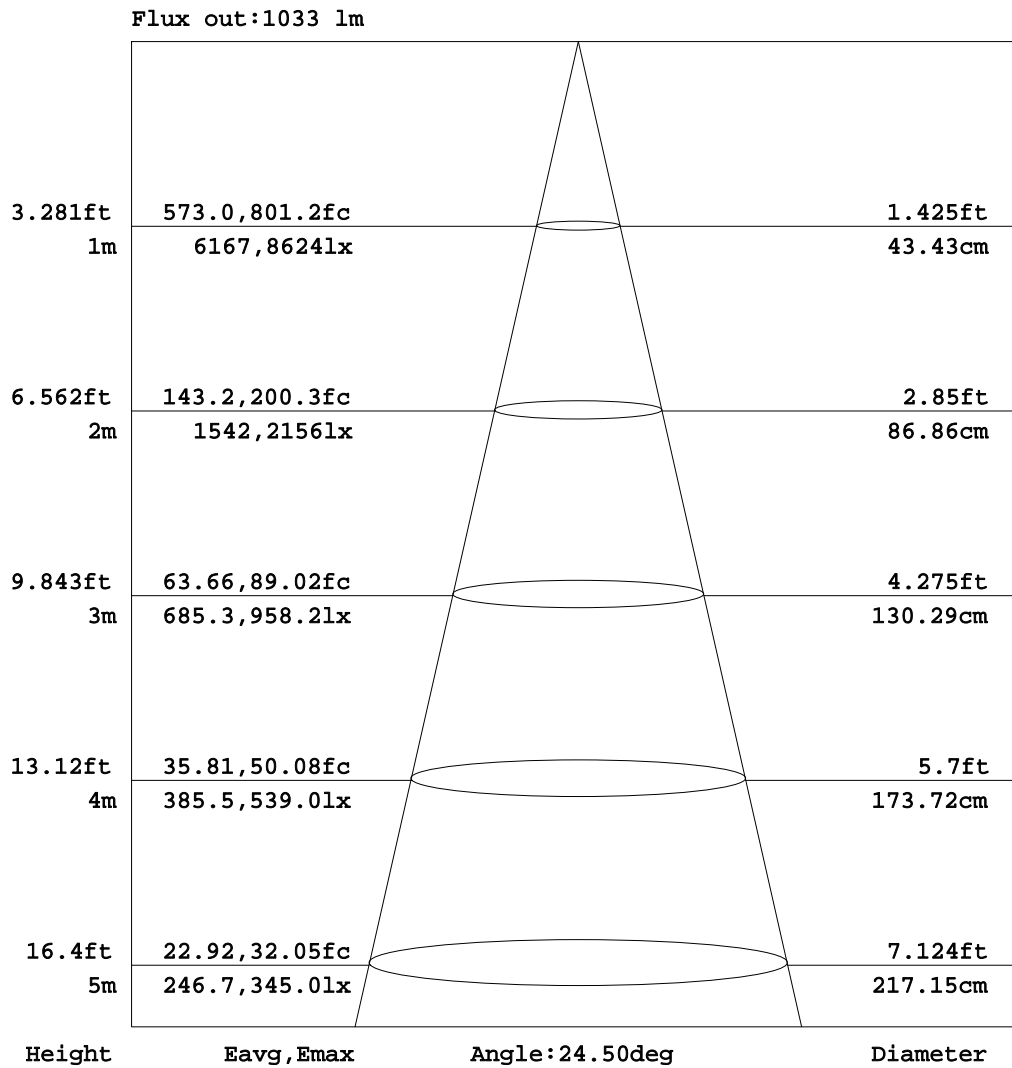 Flux out:1033 lm
3.281ft 573.0,801.2fc 1.425ft
1m 6167,8624lx 43.43cm
6.562ft 143.2,200.3fc 2.85ft
2m 1542,2156lx 86.86cm
9.843ft 63.66,89.02fc 4.275ft
3m 685.3,958.2lx 130.29cm
13.12ft 35.81,50.08fc 5.7ft
4m 385.5,539.0lx 173.72cm
16.4ft 22.92,32.05fc 7.124ft
5m 246.7,345.0lx 217.15cm
Height Eavg,Emax Angle:24.50deg Diameter